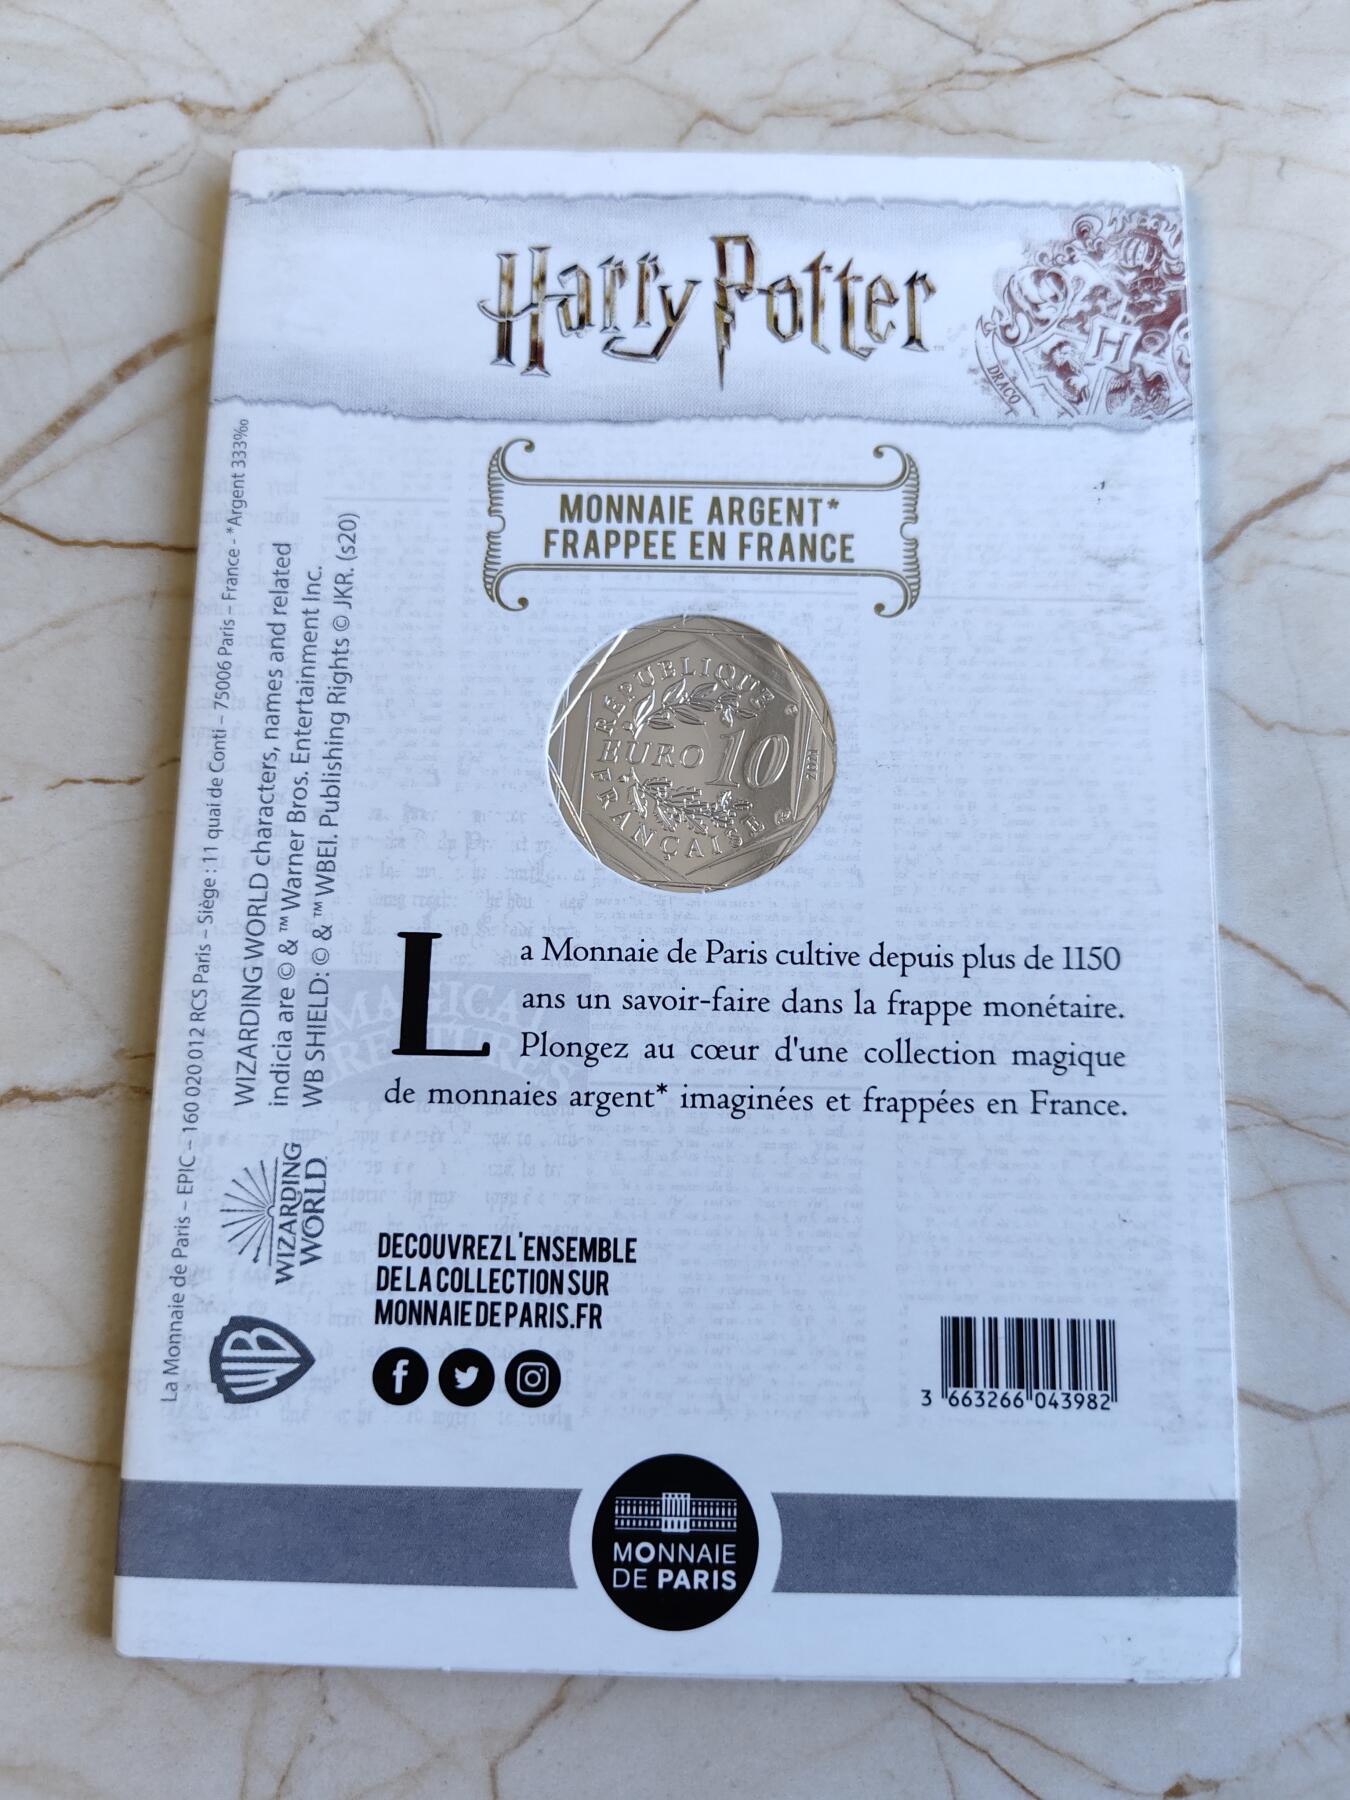 Harry Potter
DRACO
H
MONNAIE ARGENT*
FRAPPEE EN FRANCE
REPUBLIQUE
EURO 10
2021
FRANÇAISE
La Monnaie de Paris cultive depuis plus de 1150
ans un savoir-faire dans la frappe monétaire.
Plongez au cœur d'une collection magique
de monnaies argent* imaginées et frappées en France.
DECOUVREZ L'ENSEMBLE
DE LA COLLECTION SUR
MONNAIEDEPARIS.FR
3 663266 043982
MONNAIE
DE PARIS
La Monnaie de Paris – EPIC – 160 020 012 RCS Paris – Siège : 11 quai de Conti – 75006 Paris – France - *Argent 333‰
WIZARDING WORLD characters, names and related
indicia are © & ™ Warner Bros. Entertainment Inc.
WB SHIELD: © & ™ WBEI. Publishing Rights © JKR. (s20)
WIZARDING
WORLD
WB
MAGICAL
CREATURES